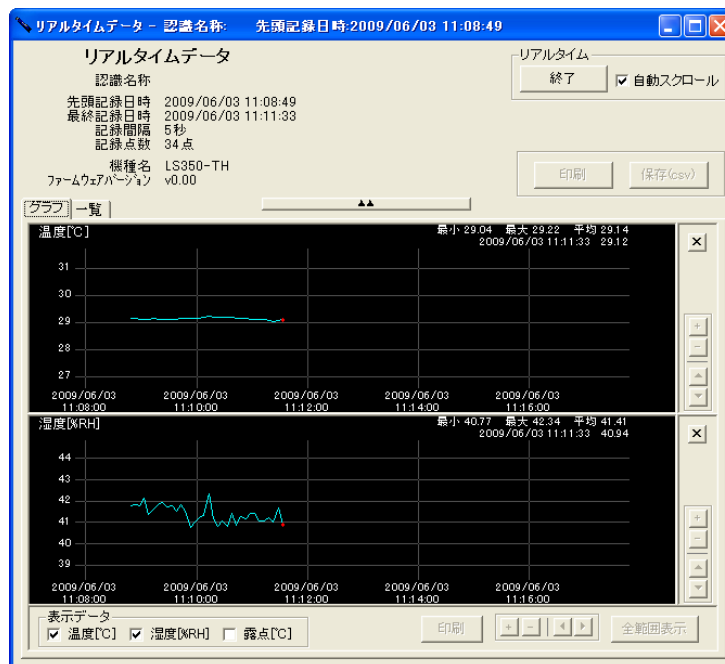 リアルタイムデータ - 認識名称:　先頭記録日時:2009/06/03 11:08:49
リアルタイムデータ
認識名称
先頭記録日時 2009/06/03 11:08:49
最終記録日時 2009/06/03 11:11:33
記録間隔 5秒
記録点数 34点
機種名 LS350-TH
ファームウェアバージョン v0.00
リアルタイム
終了
自動スクロール
印刷
保存(csv)
グラフ
一覧
温度[℃]
最小 29.04 最大 29.22 平均 29.14
2009/06/03 11:11:33 29.12
31
30
29
28
27
2009/06/03 2009/06/03 2009/06/03 2009/06/03 2009/06/03
11:08:00 11:10:00 11:12:00 11:14:00 11:16:00
湿度[%RH]
最小 40.77 最大 42.34 平均 41.41
2009/06/03 11:11:33 40.94
44
43
42
41
40
39
2009/06/03 2009/06/03 2009/06/03 2009/06/03 2009/06/03
11:08:00 11:10:00 11:12:00 11:14:00 11:16:00
表示データ
温度[℃] 湿度[%RH] 露点[℃]
印刷
全範囲表示